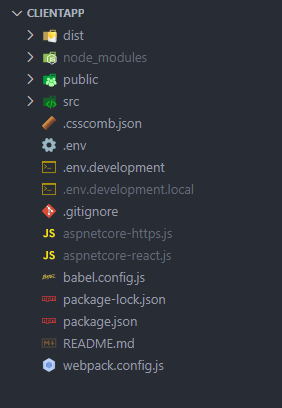 CLIENTAPP
dist
node_modules
public
src
.csscomb.json
.env
.env.development
.env.development.local
.gitignore
JS aspnetcore-https.js
JS aspnetcore-react.js
babel.config.js
package-lock.json
package.json
README.md
webpack.config.js